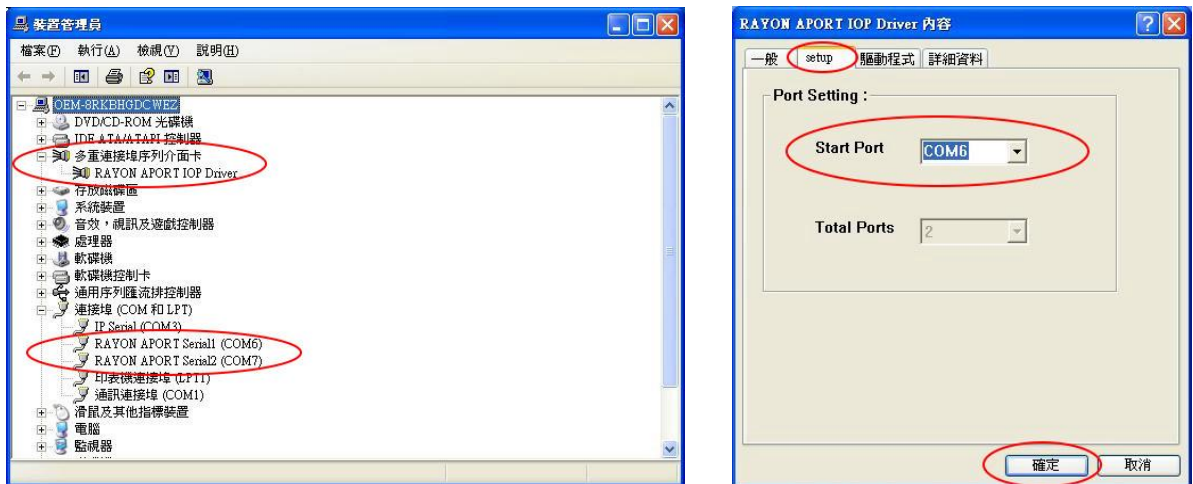 裝置管理員
檔案(F) 執行(A) 檢視(V) 說明(H)
OEM-8RKBHGDCWEZ
DVD/CD-ROM 光碟機
IDE ATA/ATAPI 控制器
多重連接埠序列介面卡
RAYON APORT IOP Driver
存放磁碟區
系統裝置
音效，視訊及遊戲控制器
處理器
軟碟機
軟碟機控制卡
通用序列匯流排控制器
連接埠 (COM 和 LPT)
IP Serial (COM3)
RAYON APORT Serial1 (COM6)
RAYON APORT Serial2 (COM7)
印表機連接埠 (LPT1)
通訊連接埠 (COM1)
滑鼠及其他指標裝置
電腦
監視器
RAYON APORT IOP Driver 內容
一般 setup 驅動程式 詳細資料
Port Setting :
Start Port COM6
Total Ports 2
確定 取消